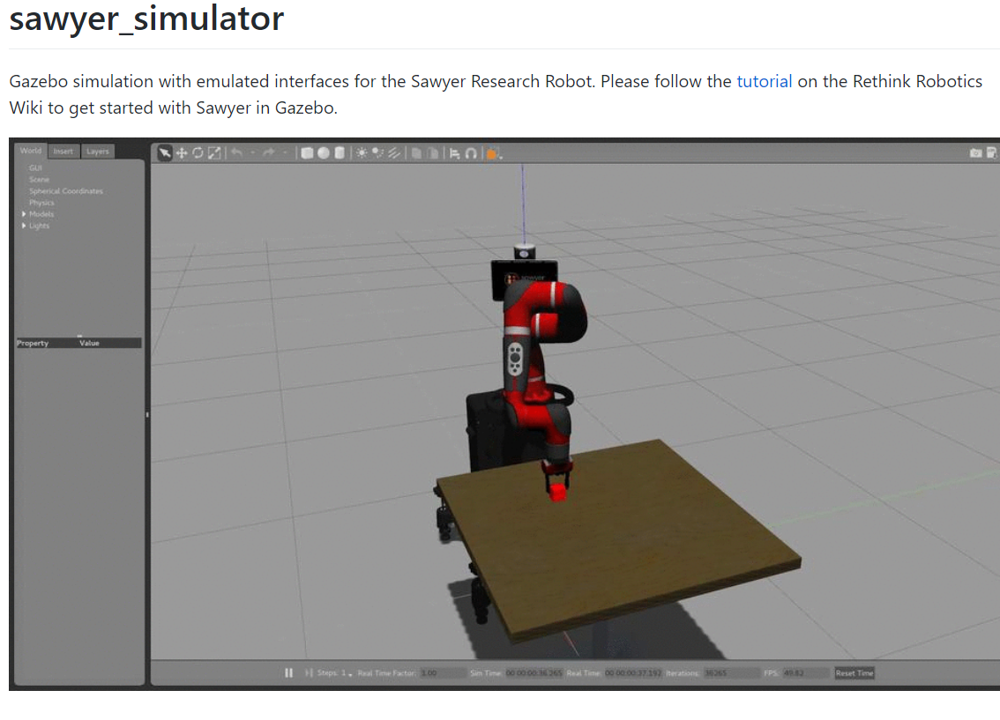 sawyer_simulator
Gazebo simulation with emulated interfaces for the Sawyer Research Robot. Please follow the tutorial on the Rethink Robotics
Wiki to get started with Sawyer in Gazebo.
World Insert Layers
GUI
Scene
Spherical Coordinates
Physics
Models
Lights
Property Value
sawyer
Steps: 1 Real Time Factor: 1.00 Sim Time: 00 00:00:36.265 Real Time: 00 00:00:37.192 Iterations: 36265 FPS: 49.82 Reset Time